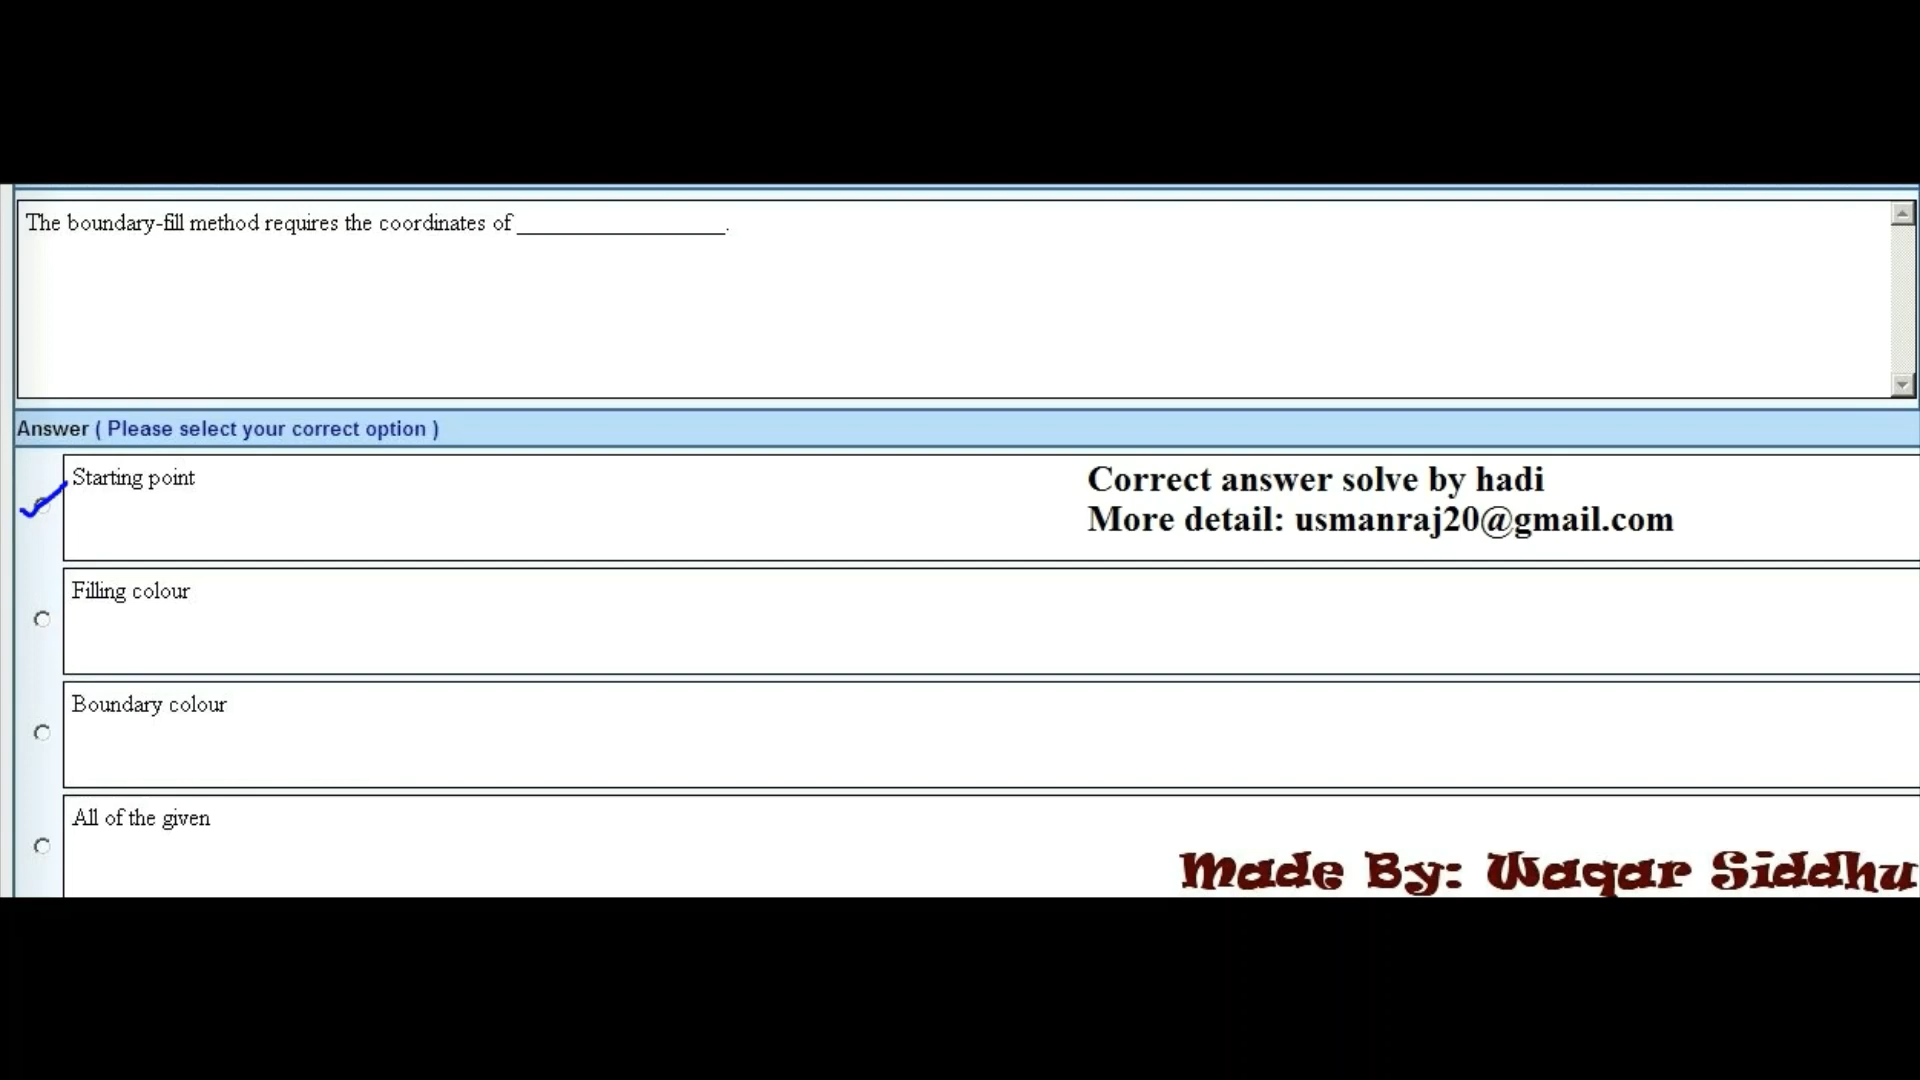 The boundary-fill method requires the coordinates of ___________________.
Answer ( Please select your correct option )
Starting point
Correct answer solve by hadi
More detail: usmanraj20@gmail.com
Filling colour
Boundary colour
All of the given
Made By: Waqar Siddhu